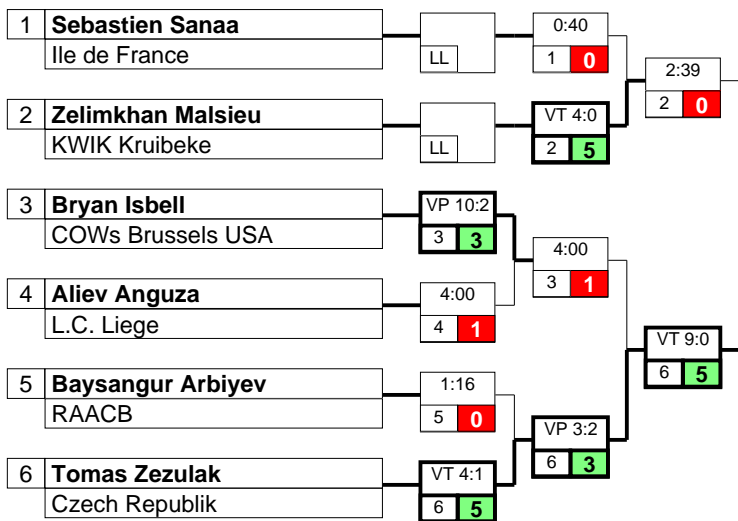 1 Sebastien Sanaa
Ile de France
LL
0:40
1 0
2:39
2 0
2 Zelimkhan Malsieu
KWIK Kruibeke
LL
VT 4:0
2 5
3 Bryan Isbell
COWs Brussels USA
VP 10:2
3 3
4:00
3 1
4 Aliev Anguza
L.C. Liege
4:00
4 1
VT 9:0
6 5
5 Baysangur Arbiyev
RAACB
1:16
5 0
VP 3:2
6 3
6 Tomas Zezulak
Czech Republik
VT 4:1
6 5